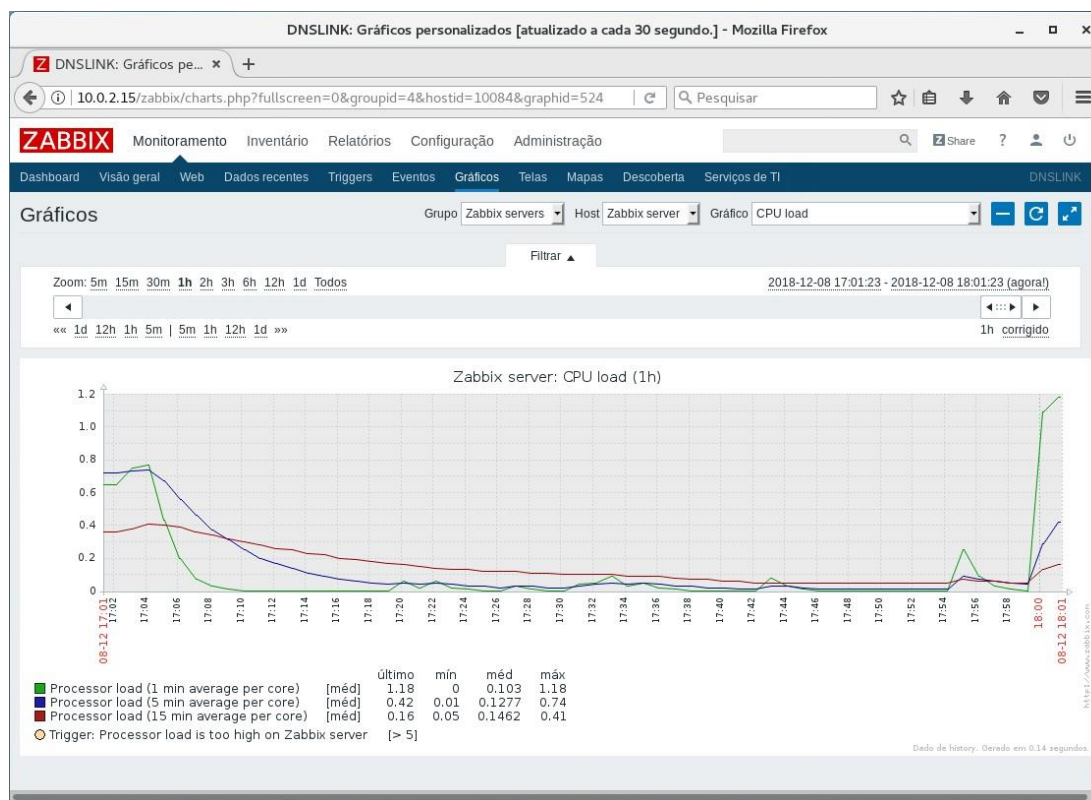 DNSLINK: Gráficos personalizados [atualizado a cada 30 segundo.] - Mozilla Firefox
DNSLINK: Gráficos pe...
10.0.2.15/zabbix/charts.php?fullscreen=0&groupid=4&hostid=10084&graphid=524 Pesquisar
ZABBIX Monitoramento Inventário Relatórios Configuração Administração Z Share ?
Dashboard Visão geral Web Dados recentes Triggers Eventos Gráficos Telas Mapas Descoberta Serviços de TI DNSLINK
Gráficos Grupo Zabbix servers Host Zabbix server Gráfico CPU load
Filtrar
Zoom: 5m 15m 30m 1h 2h 3h 6h 12h 1d Todos 2018-12-08 17:01:23 - 2018-12-08 18:01:23 (agora!)
«« 1d 12h 1h 5m | 5m 1h 12h 1d »» 1h corrigido
Zabbix server: CPU load (1h)
1.2
1.0
0.8
0.6
0.4
0.2
0
08-12 17:01 17:02 17:04 17:06 17:08 17:10 17:12 17:14 17:16 17:18 17:20 17:22 17:24 17:26 17:28 17:30 17:32 17:34 17:36 17:38 17:40 17:42 17:44 17:46 17:48 17:50 17:52 17:54 17:56 17:58 18:00 08-12 18:01
último mín méd máx
Processor load (1 min average per core) [méd] 1.18 0 0.103 1.18
Processor load (5 min average per core) [méd] 0.42 0.01 0.1277 0.74
Processor load (15 min average per core) [méd] 0.16 0.05 0.1462 0.41
Trigger: Processor load is too high on Zabbix server [> 5]
http://www.zabbix.com
Dado de history. Gerado em 0.14 segundos.